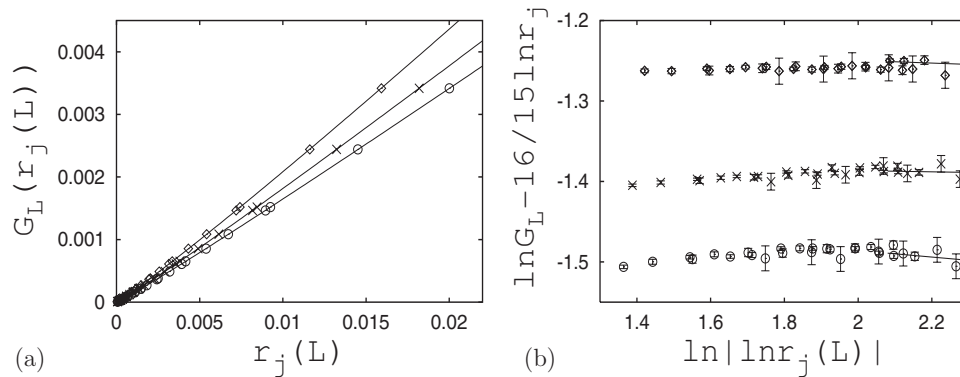 G_L(r_j(L))
0.004
0.003
0.002
0.001
0
0 0.005 0.01 0.015 0.02
r_j(L)
(a)
lnG_L-16/15lnr_j
-1.2
-1.3
-1.4
-1.5
1.4 1.6 1.8 2 2.2
ln|lnr_j(L)|
(b)